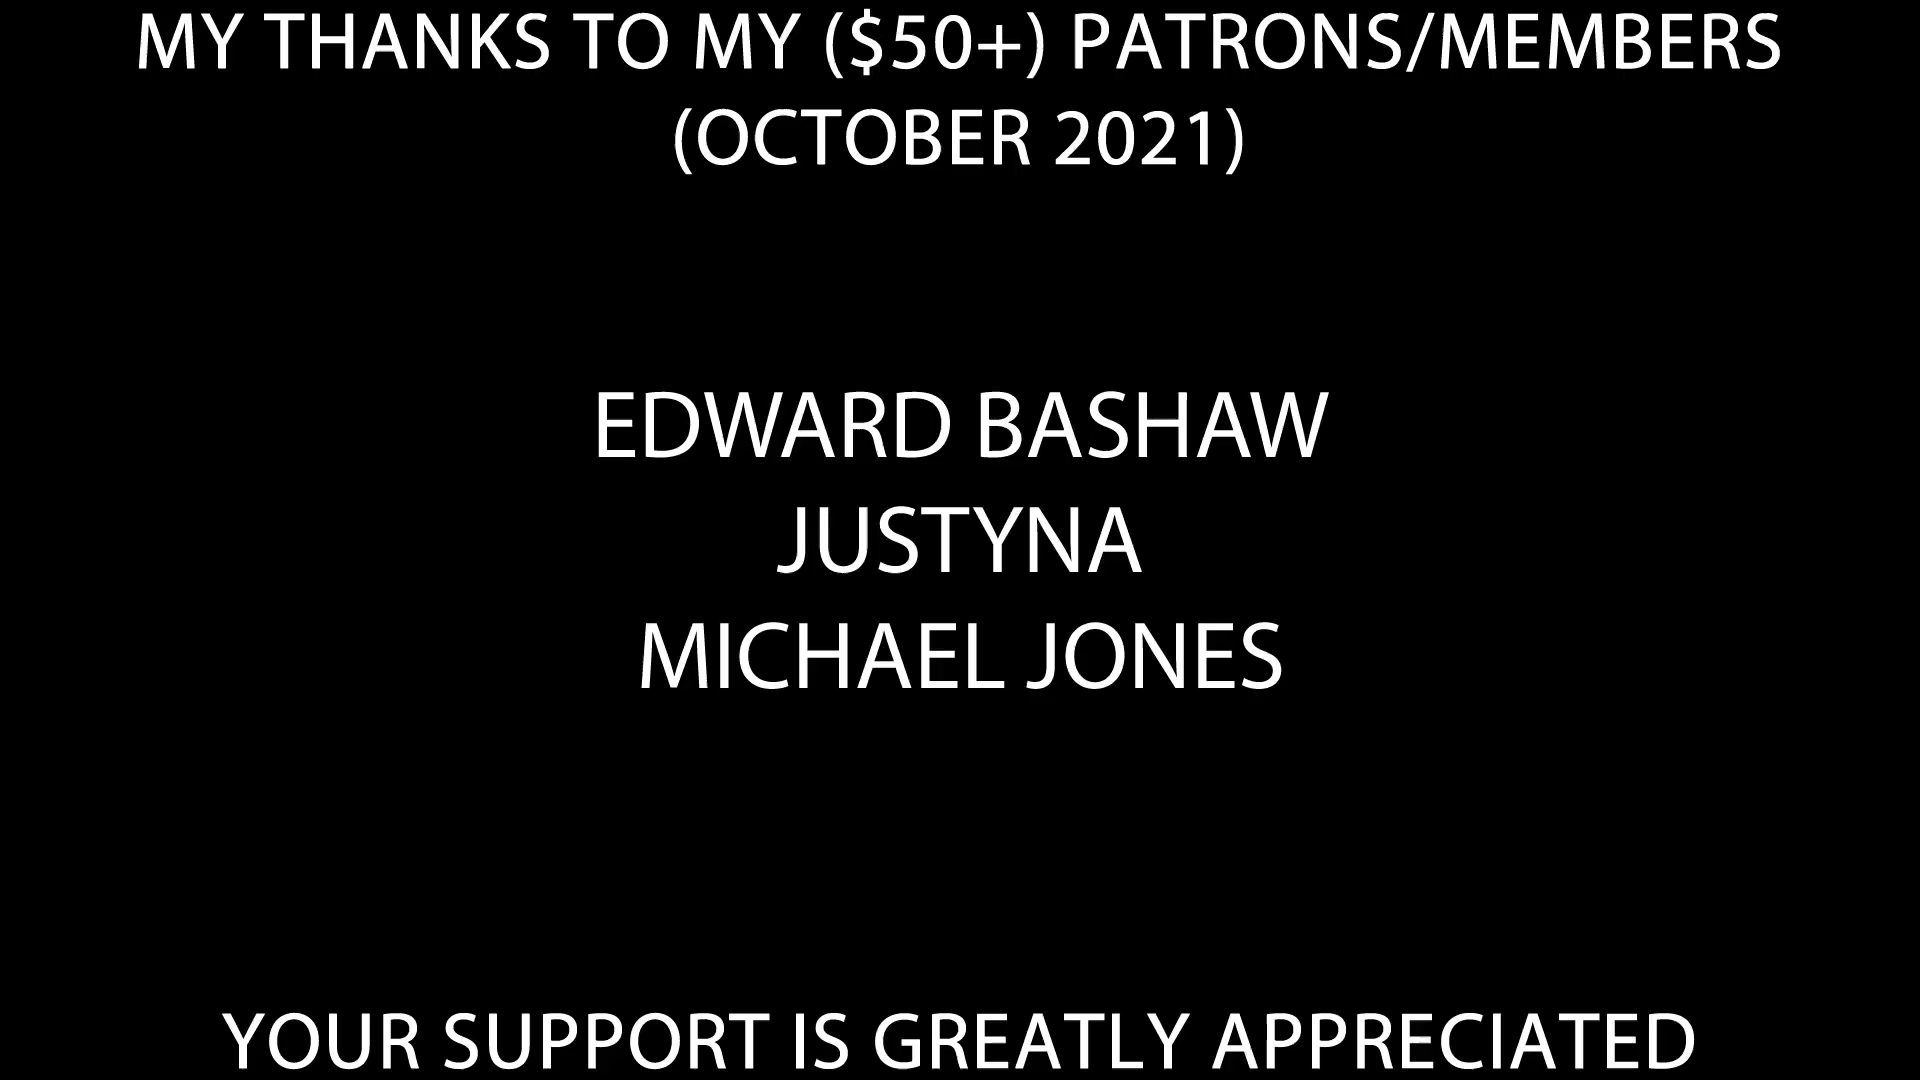 MY THANKS TO MY ($50+) PATRONS/MEMBERS
(OCTOBER 2021)
EDWARD BASHAW
JUSTYNA
MICHAEL JONES
YOUR SUPPORT IS GREATLY APPRECIATED